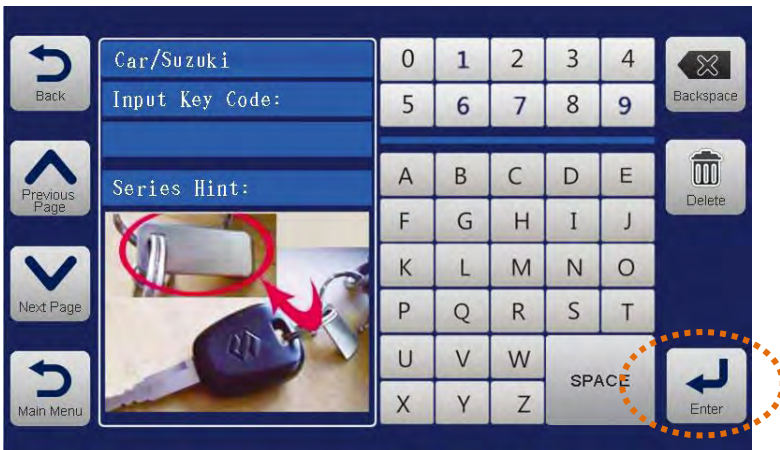 Back
Previous
Page
Next Page
Main Menu
Car/Suzuki
Input Key Code:
Series Hint:
0 1 2 3 4
5 6 7 8 9
A B C D E
F G H I J
K L M N O
P Q R S T
U V W
SPACE
X Y Z
Backspace
Delete
Enter